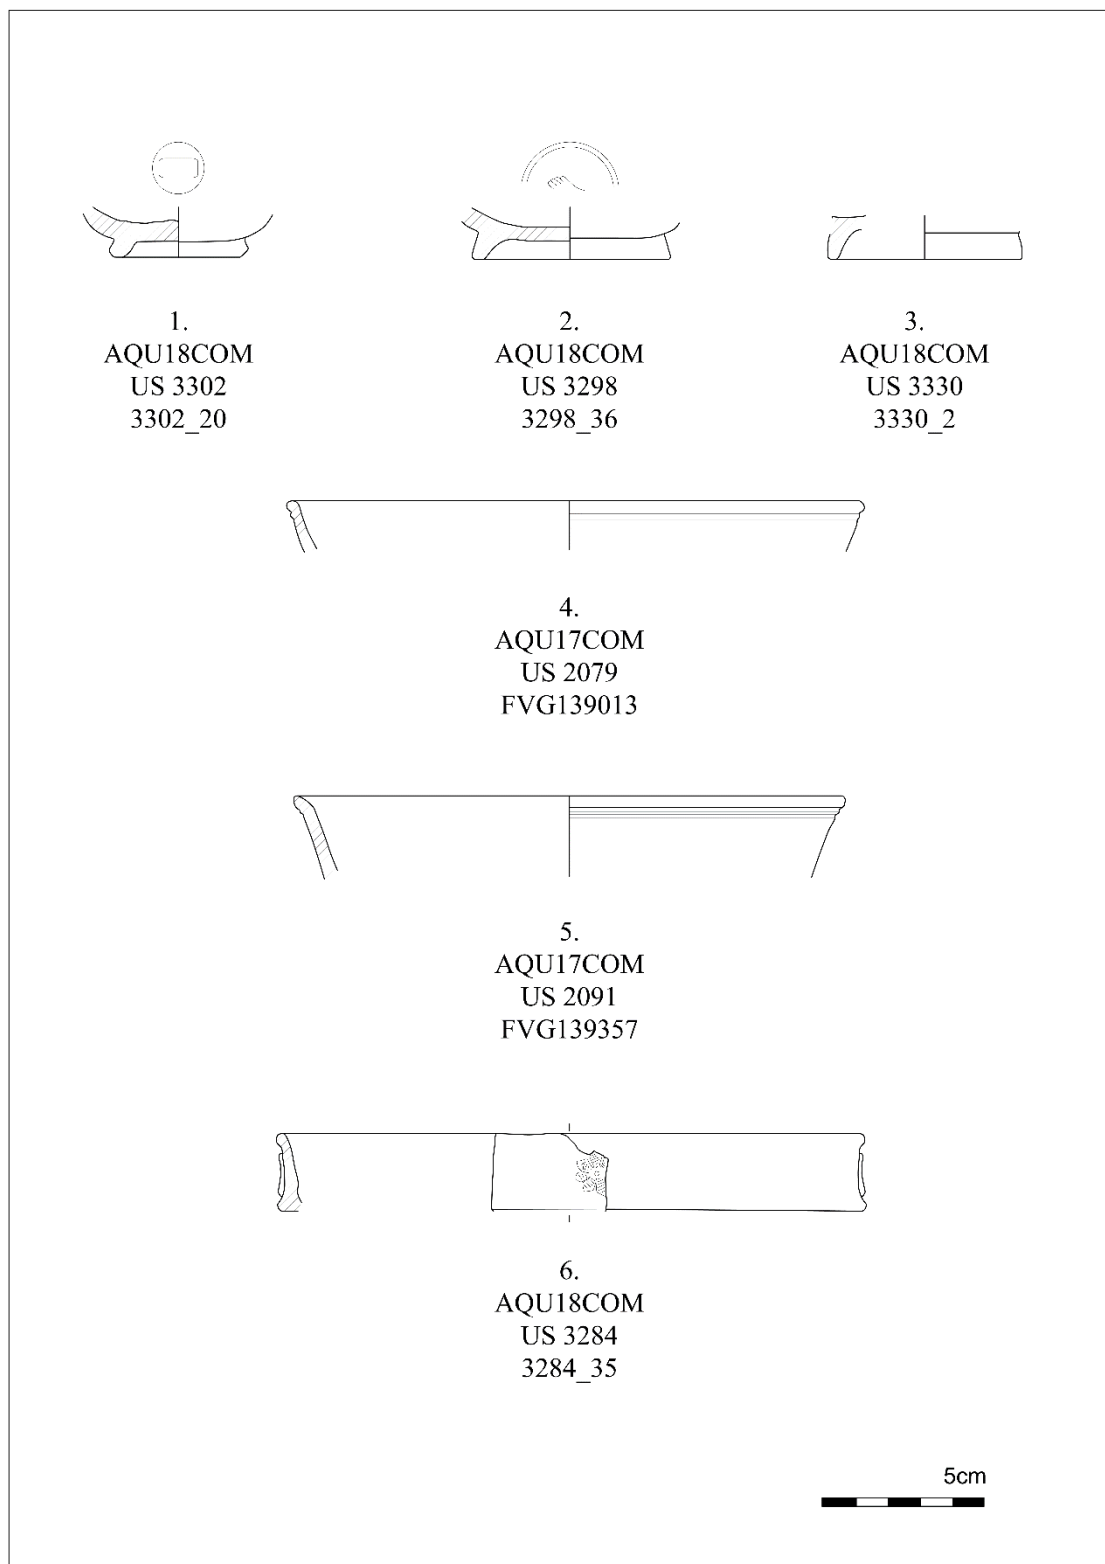 1.
AQU18COM
US 3302
3302_20
2.
AQU18COM
US 3298
3298_36
3.
AQU18COM
US 3330
3330_2
4.
AQU17COM
US 2079
FVG139013
5.
AQU17COM
US 2091
FVG139357
6.
AQU18COM
US 3284
3284_35
5cm